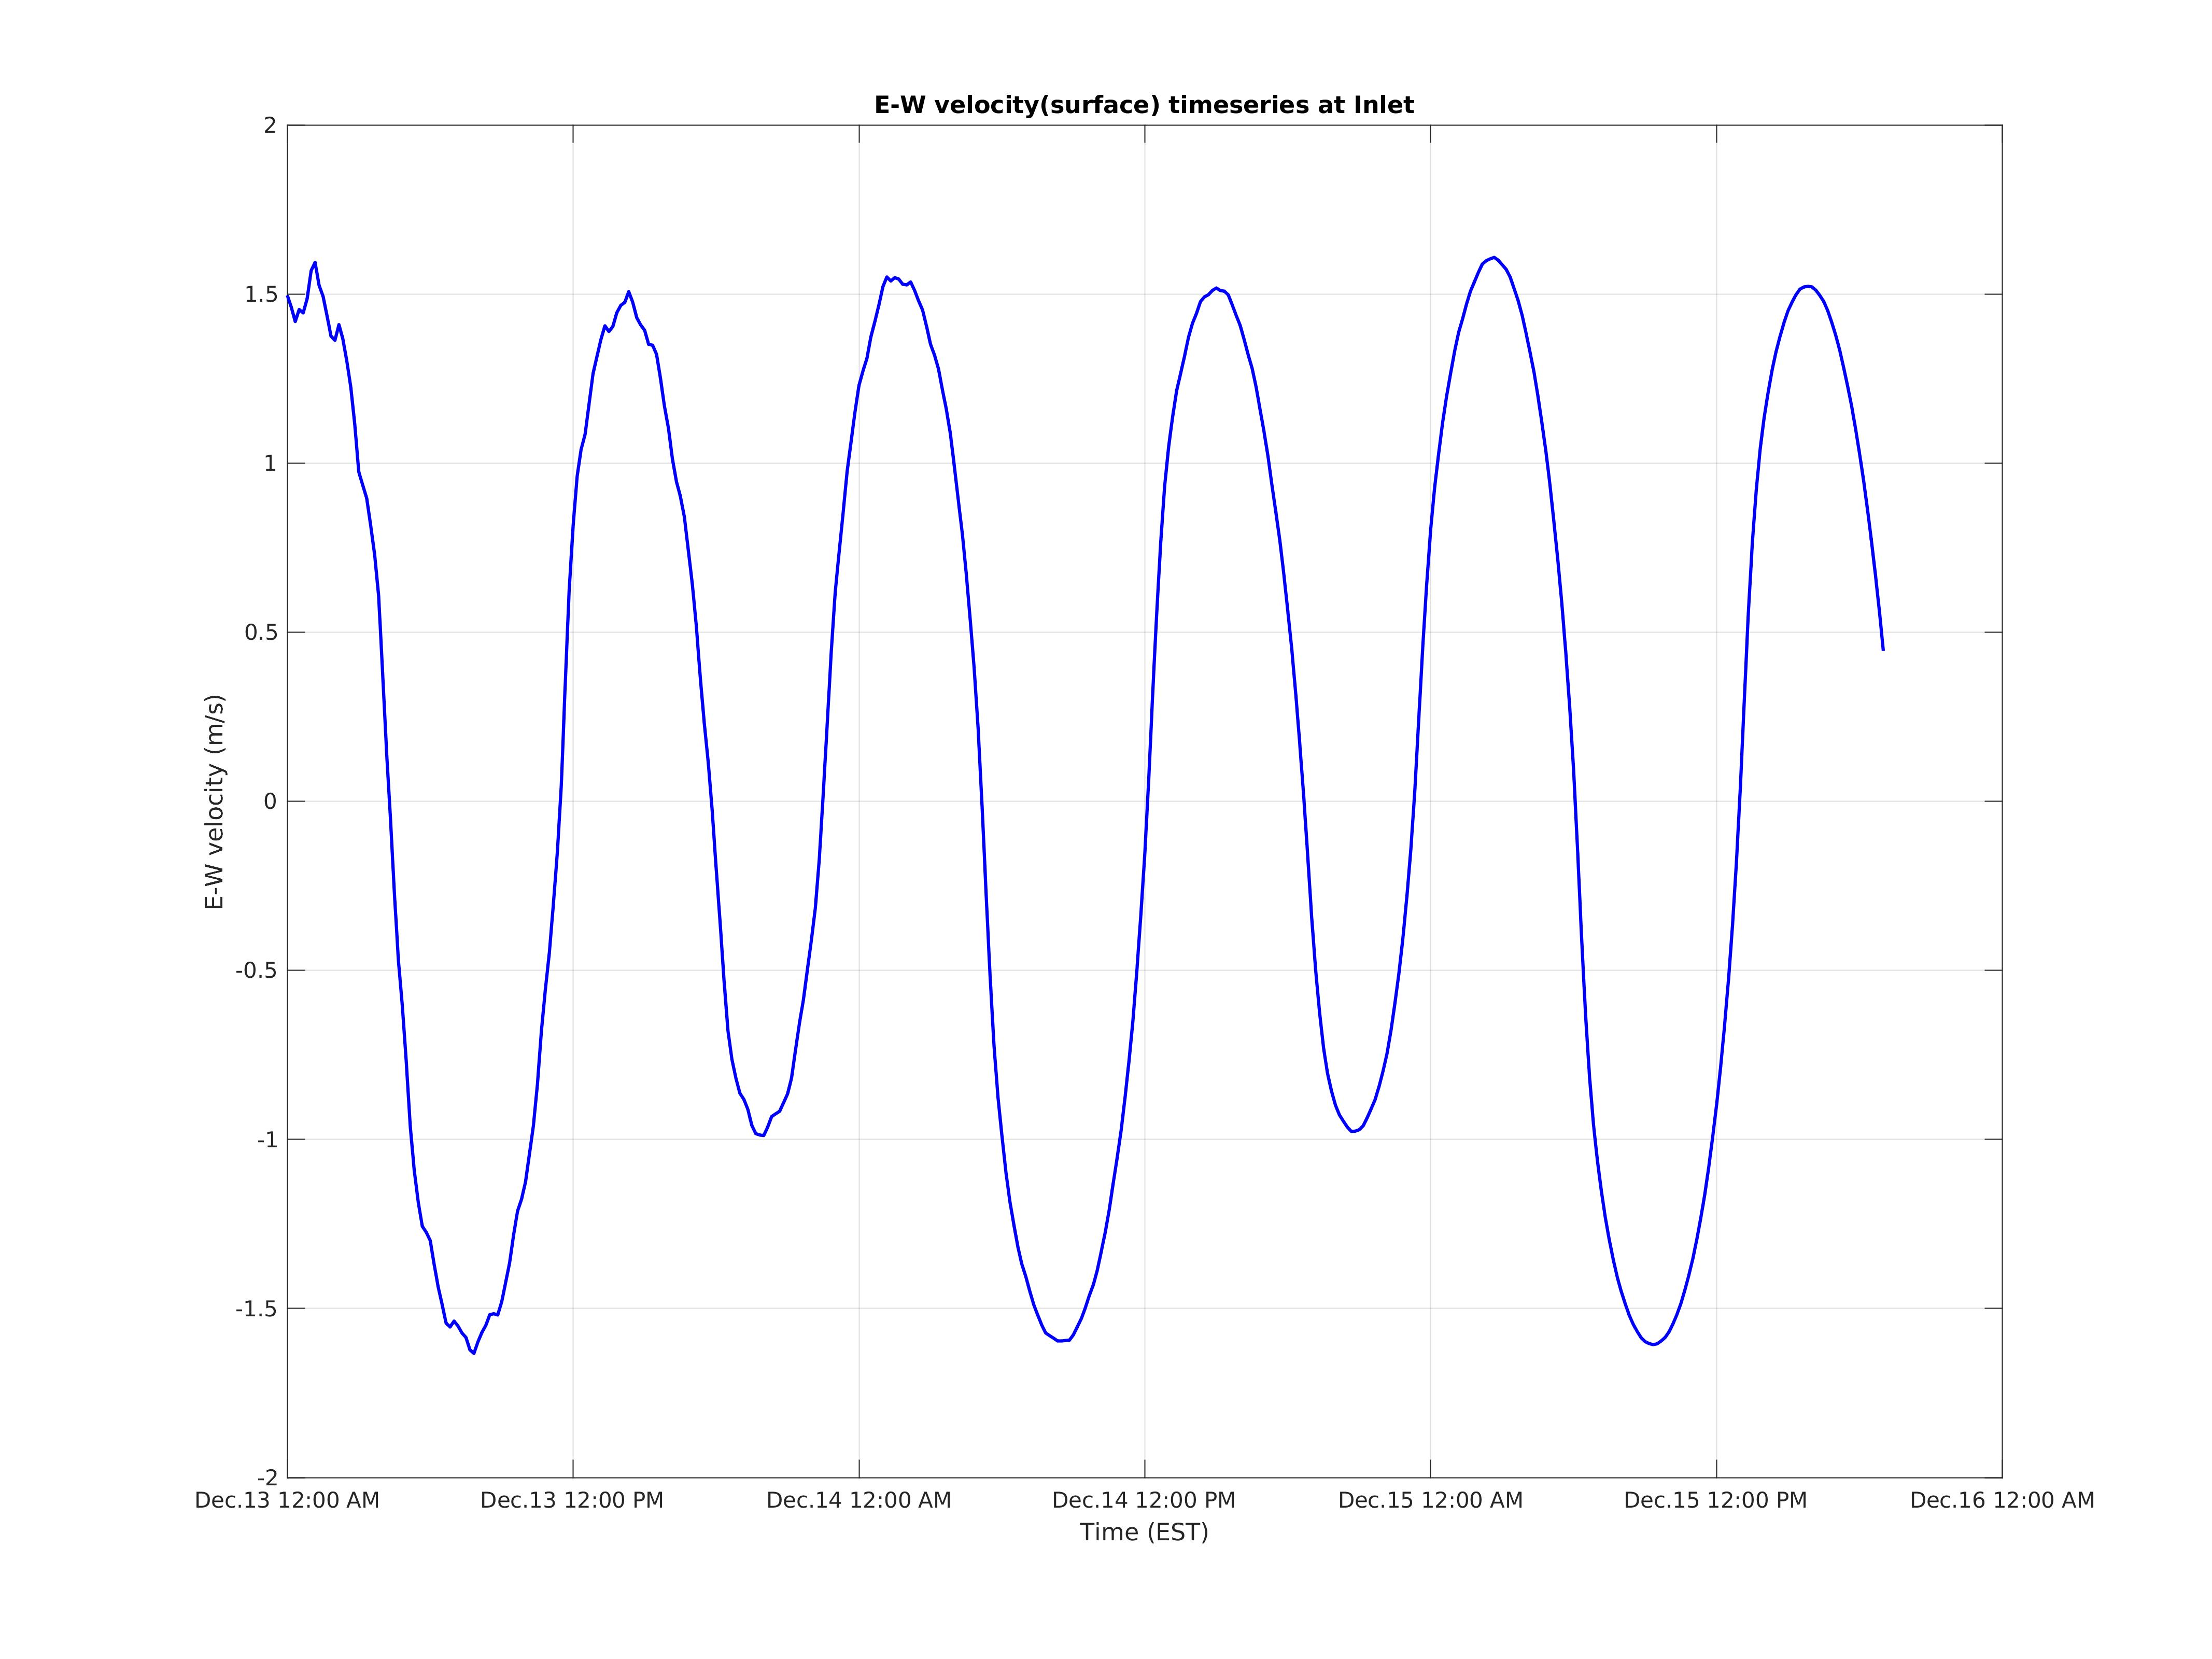 E-W velocity(surface) timeseries at Inlet
2
1.5
1
0.5
0
-0.5
-1
-1.5
-2
E-W velocity (m/s)
Dec.13 12:00 AM
Dec.13 12:00 PM
Dec.14 12:00 AM
Dec.14 12:00 PM
Dec.15 12:00 AM
Dec.15 12:00 PM
Dec.16 12:00 AM
Time (EST)